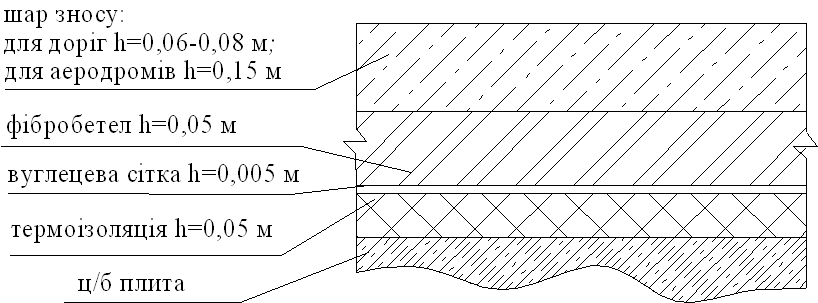 шар зносу:
для доріг h=0,06-0,08 м;
для аеродромів h=0,15 м
фібробетел h=0,05 м
вуглецева сітка h=0,005 м
термоізоляція h=0,05 м
ц/б плита